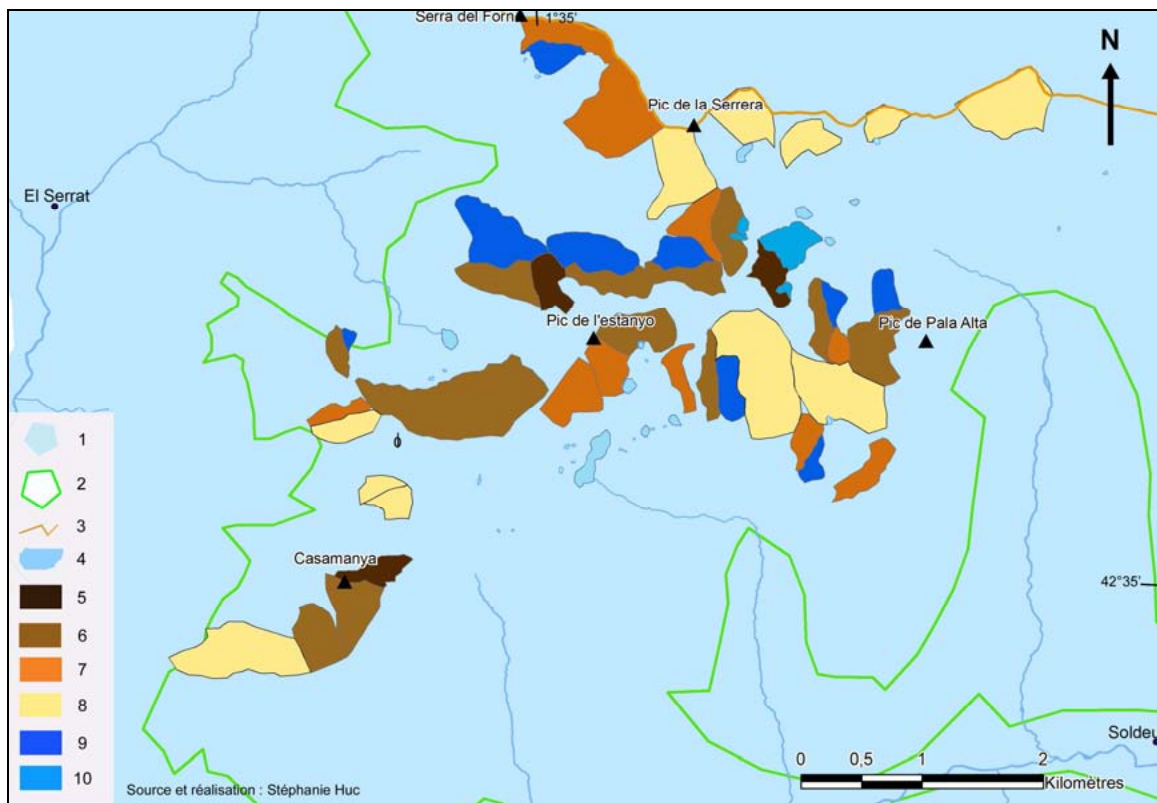 Serra del Forn
1°35'
N
Pic de la Serrera
El Serrat
Pic de l'estanyo
Pic de Pala Alta
1
2
3
4
Casamanya
42°35'
5
6
7
8
9
10
Soldeu
0 0,5 1 2
Kilomètres
Source et réalisation : Stéphanie Huc